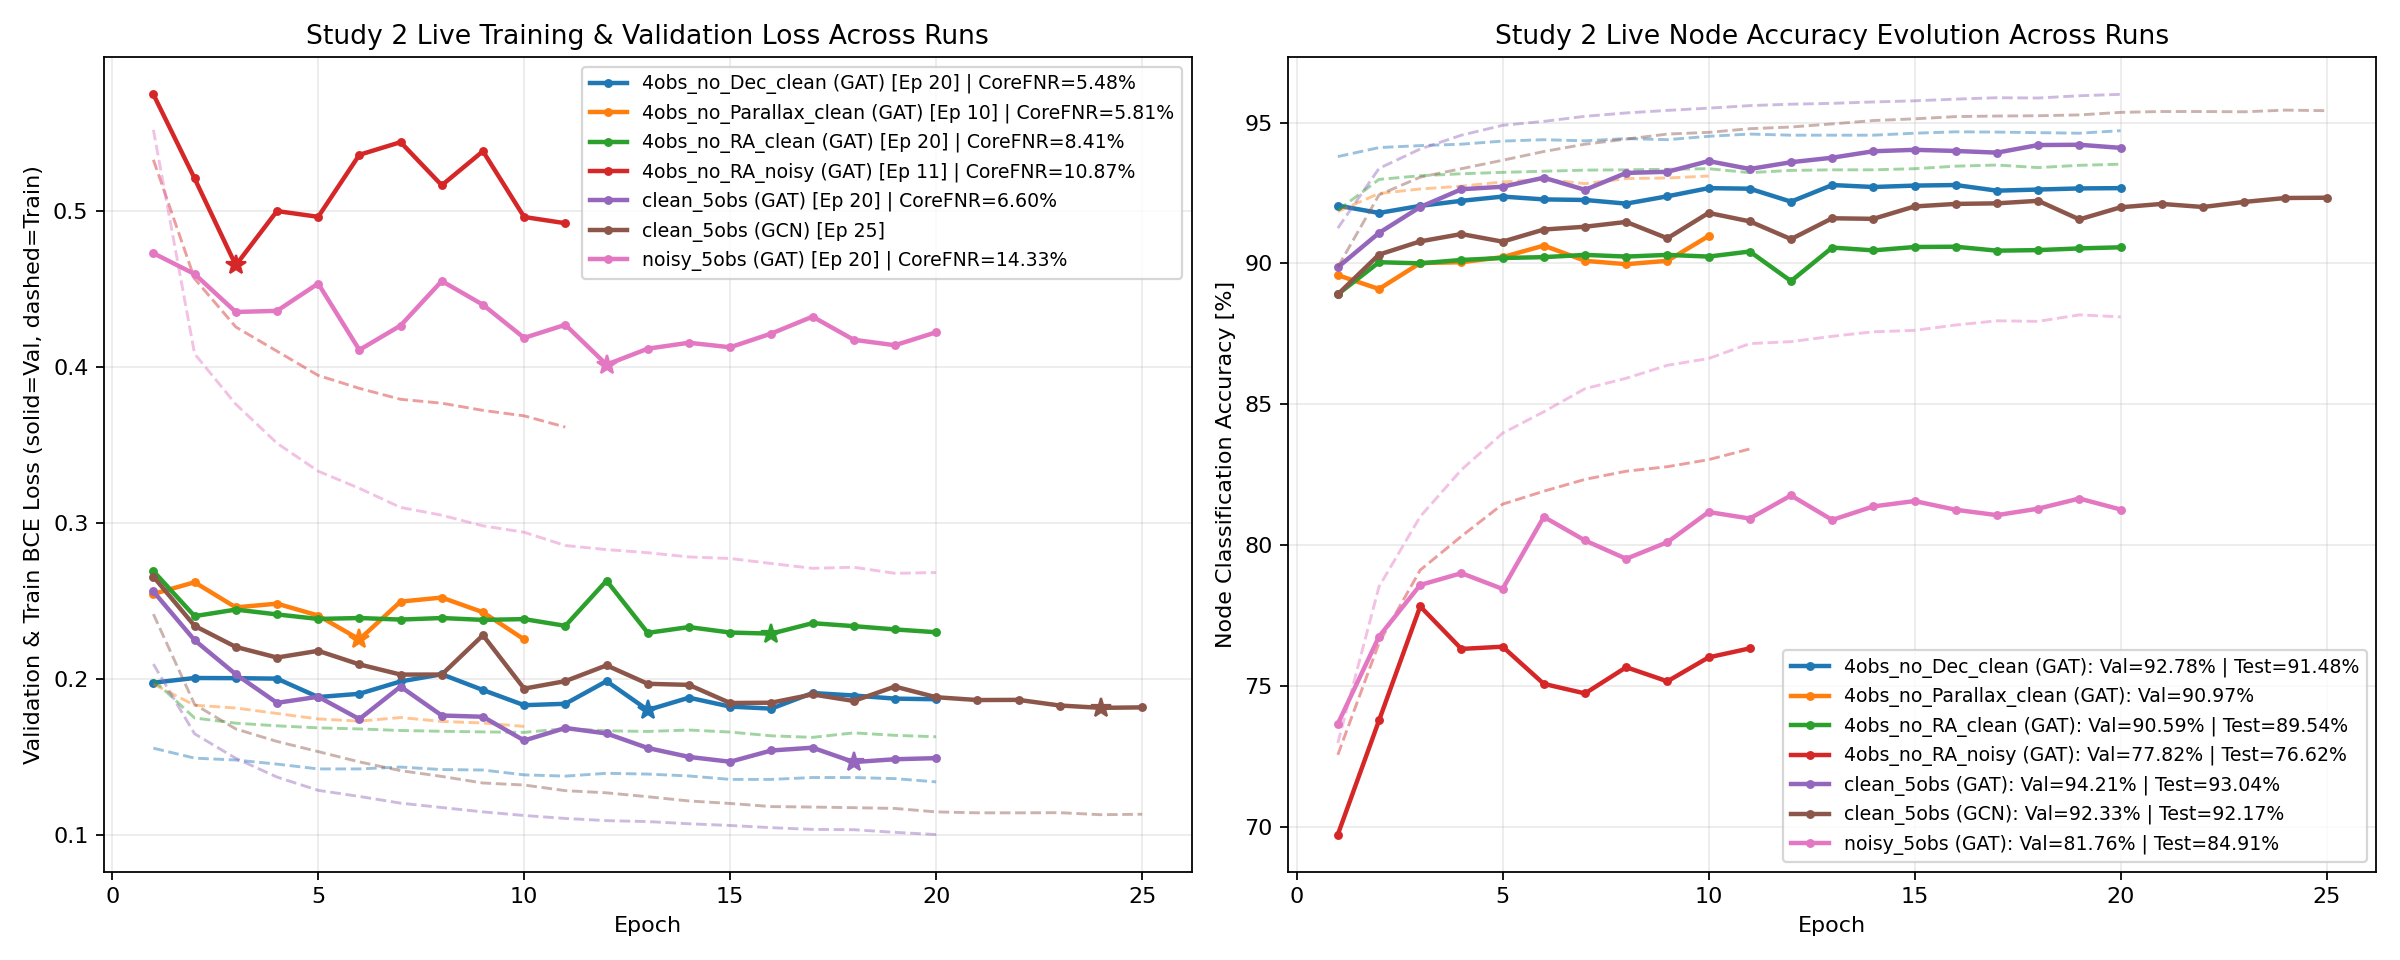 Study 2 Live Training & Validation Loss Across Runs
Validation & Train BCE Loss (solid=Val, dashed=Train)
0.5
0.4
0.3
0.2
0.1
4obs_no_Dec_clean (GAT) [Ep 20] | CoreFNR=5.48%
4obs_no_Parallax_clean (GAT) [Ep 10] | CoreFNR=5.81%
4obs_no_RA_clean (GAT) [Ep 20] | CoreFNR=8.41%
4obs_no_RA_noisy (GAT) [Ep 11] | CoreFNR=10.87%
clean_5obs (GAT) [Ep 20] | CoreFNR=6.60%
clean_5obs (GCN) [Ep 25]
noisy_5obs (GAT) [Ep 20] | CoreFNR=14.33%
0 5 10 15 20 25
Epoch
Study 2 Live Node Accuracy Evolution Across Runs
Node Classification Accuracy [%]
95
90
85
80
75
70
4obs_no_Dec_clean (GAT): Val=92.78% | Test=91.48%
4obs_no_Parallax_clean (GAT): Val=90.97%
4obs_no_RA_clean (GAT): Val=90.59% | Test=89.54%
4obs_no_RA_noisy (GAT): Val=77.82% | Test=76.62%
clean_5obs (GAT): Val=94.21% | Test=93.04%
clean_5obs (GCN): Val=92.33% | Test=92.17%
noisy_5obs (GAT): Val=81.76% | Test=84.91%
0 5 10 15 20 25
Epoch